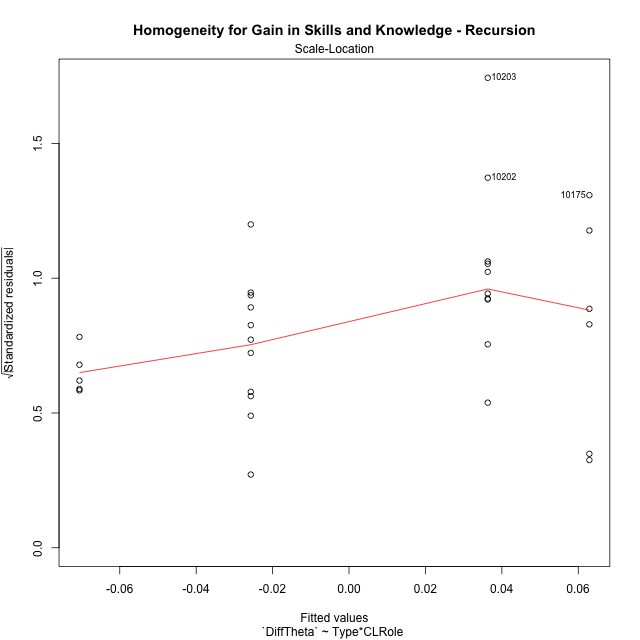 Homogeneity for Gain in Skills and Knowledge - Recursion
Scale-Location
10203
10202
10175
1.5
1.0
0.5
0.0
√|Standardized residuals|
-0.06 -0.04 -0.02 0.00 0.02 0.04 0.06
Fitted values
`DiffTheta` ~ Type*CLRole